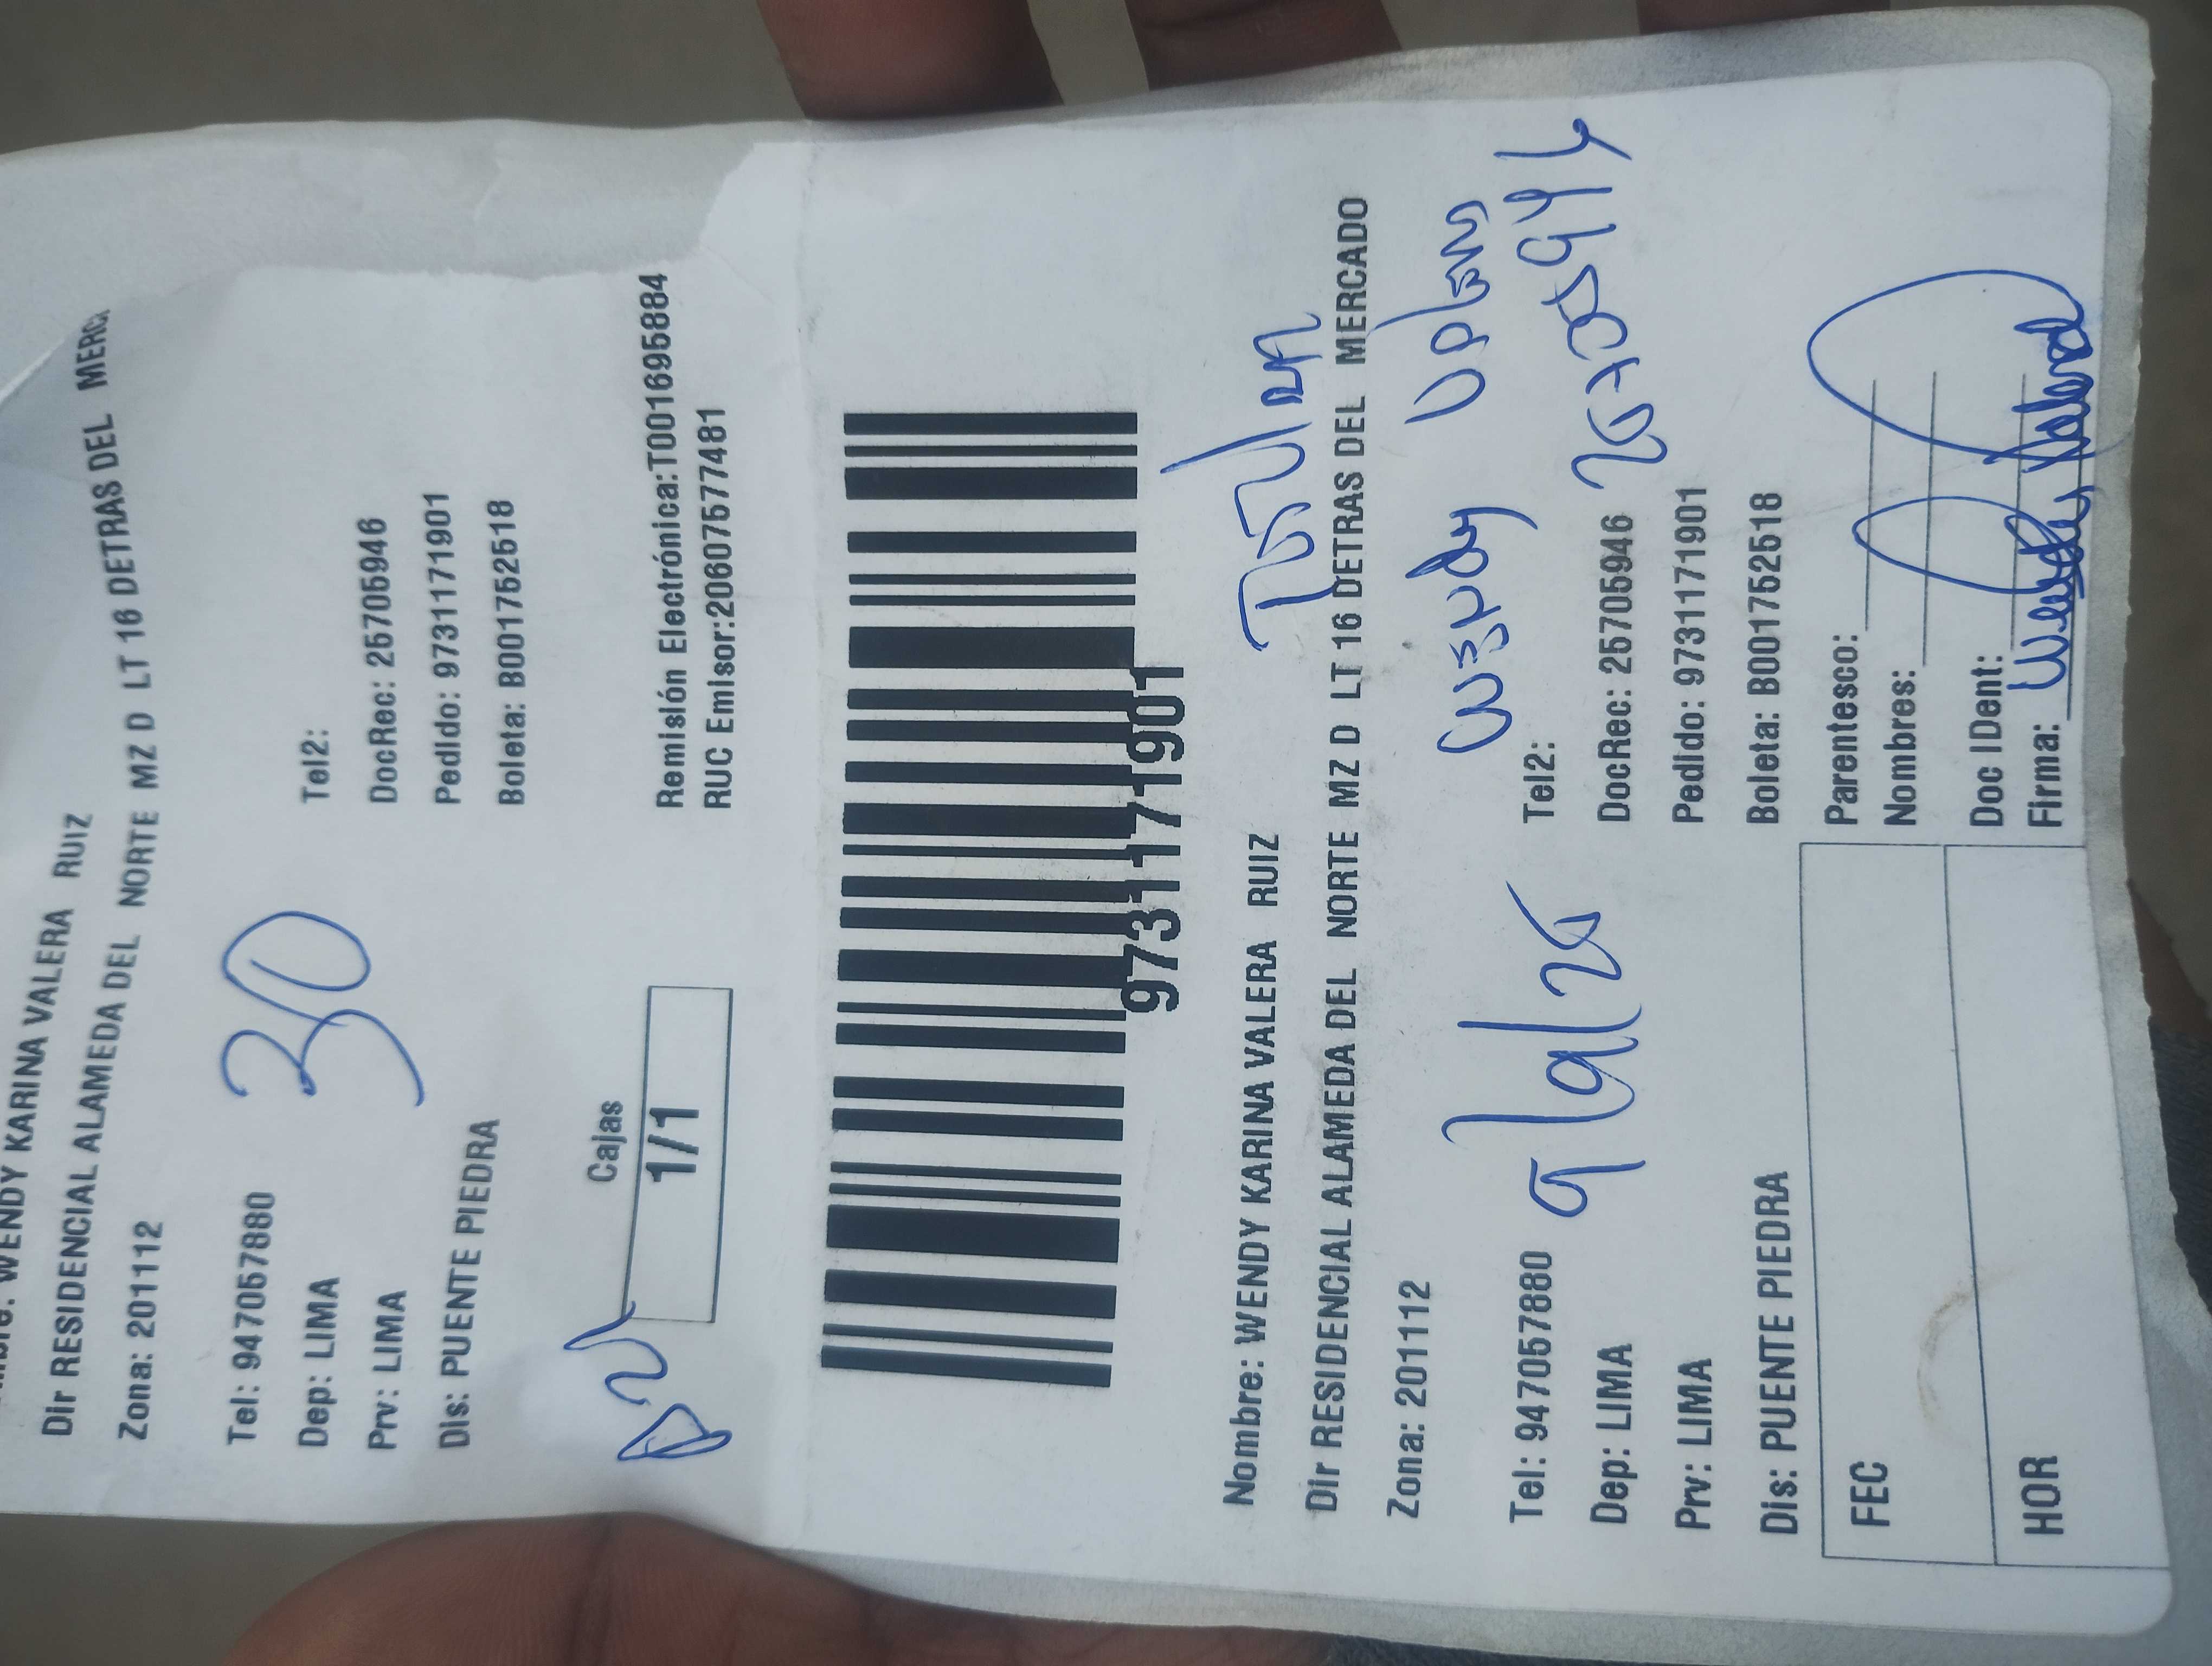 WENDY KARINA VALERA RUIZ
Dir RESIDENCIAL ALAMEDA DEL NORTE MZ D LT 16 DETRAS DEL MERCA
Zona: 201112
Tel: 947057880
Tel2:
30
Dep: LIMA
DocRec: 25705946
Prv: LIMA
Pedido: 9731171901
Dis: PUENTE PIEDRA
Boleta: B001752518
Cajas
1/1
Remisión Electrónica:T001695884
RUC Emisor:20607577481
9731171901
Nombre: WENDY KARINA VALERA RUIZ
Dir RESIDENCIAL ALAMEDA DEL NORTE MZ D LT 16 DETRAS DEL MERCADO
Zona: 201112
Wendy
Tel: 947057880
Tel2:
9/9/25
Dep: LIMA
DocRec: 25705946
Prv: LIMA
Pedido: 9731171901
Dis: PUENTE PIEDRA
Boleta: B001752518
FEC
Parentesco:
Nombres:
HOR
Doc IDent:
Firma: Wendy Valera